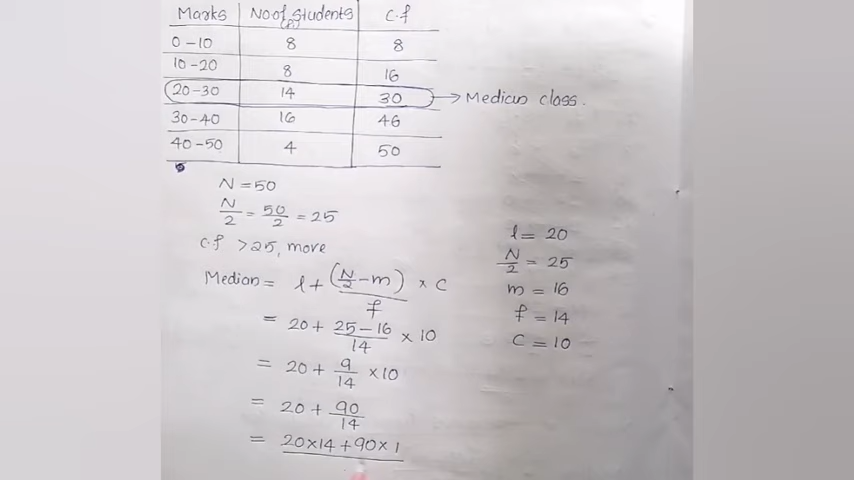 Marks No of students c.f
(f)
0-10 8 8
10-20 8 16
20-30 14 30 → Median class.
30-40 16 46
40-50 4 50
N = 50
N/2 = 50/2 = 25
c.f > 25, more
Median = l + (N/2 - m)/f × C
= 20 + 25-16/14 × 10
= 20 + 9/14 × 10
= 20 + 90/14
= 20×14+90×1
l = 20
N/2 = 25
m = 16
f = 14
C = 10